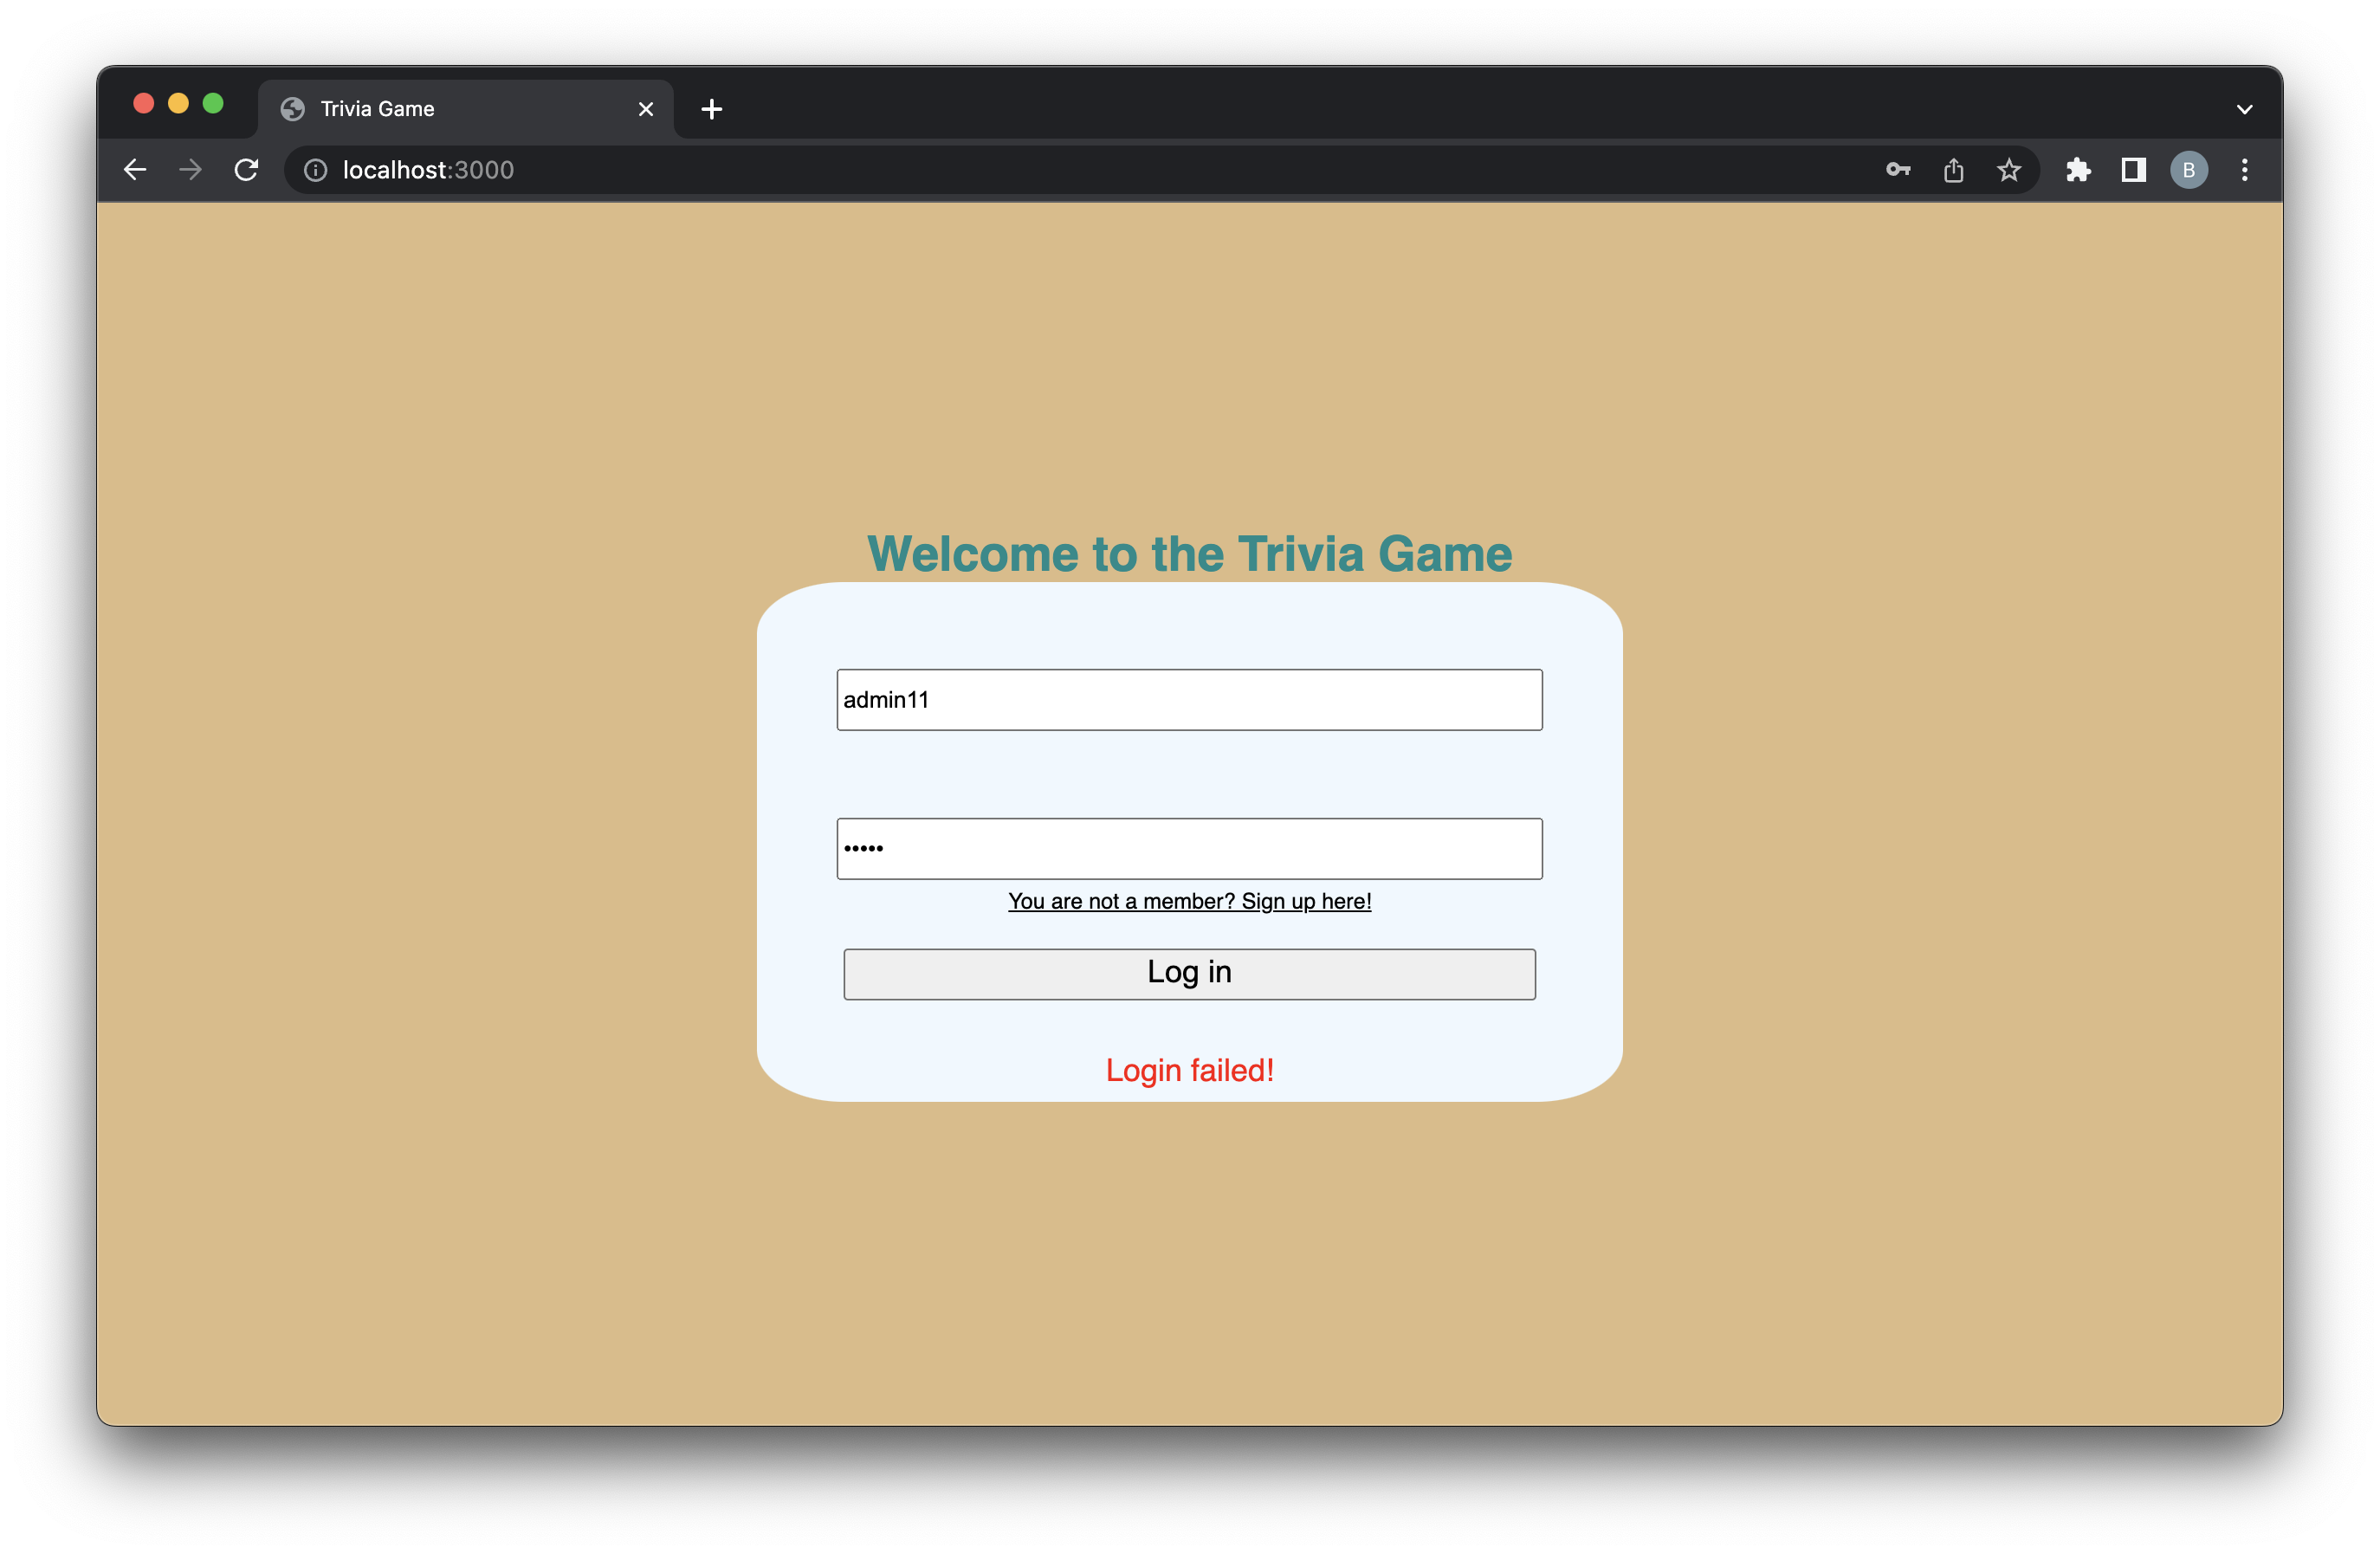 Trivia Game
localhost:3000
B
Welcome to the Trivia Game
admin11
•••••
You are not a member? Sign up here!
Log in
Login failed!